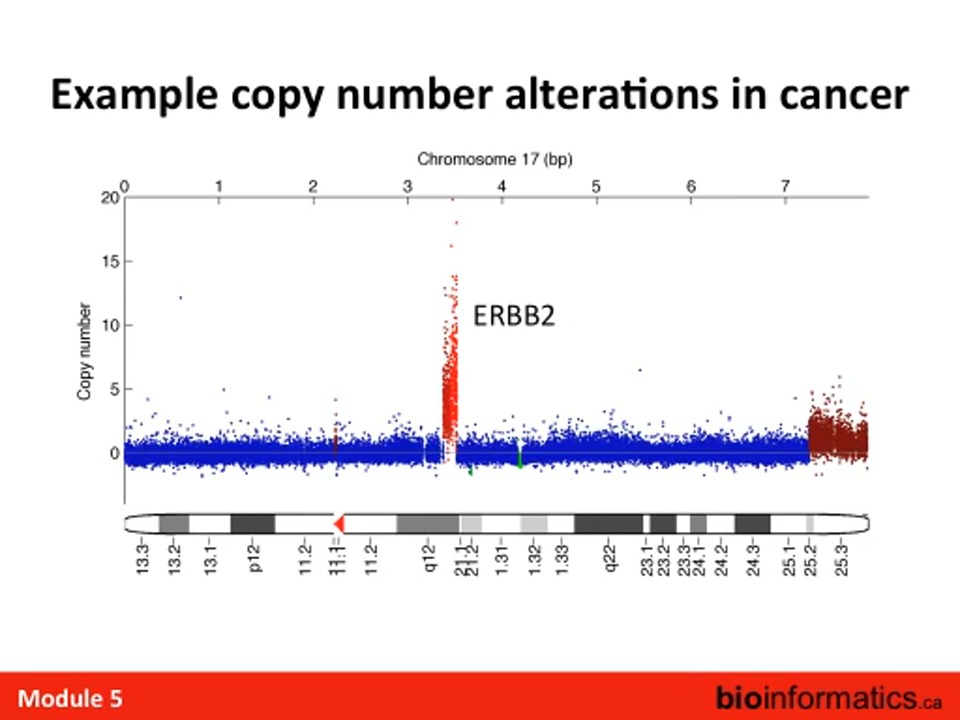 Example copy number alterations in cancer
Chromosome 17 (bp)
0 1 2 3 4 5 6 7
20
15
10
5
0
Copy number
ERBB2
13.3 13.2 13.1 p12 11.2 11.1 11.1 11.2 q12 21.1 21.2 1.31 1.32 1.33 q22 23.1 23.2 23.3 24.1 24.2 24.3 25.1 25.2 25.3
Module 5
bioinformatics.ca